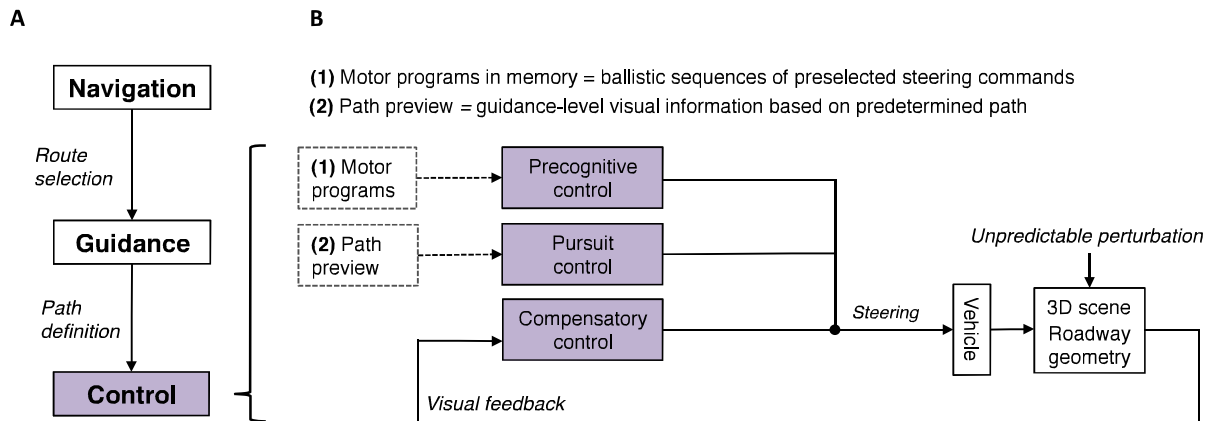 A
B
Navigation
Route
selection
Guidance
Path
definition
Control
(1) Motor programs in memory = ballistic sequences of preselected steering commands
(2) Path preview = guidance-level visual information based on predetermined path
(1) Motor
programs
Precognitive
control
(2) Path
preview
Pursuit
control
Compensatory
control
Visual feedback
Steering
Vehicle
Unpredictable perturbation
3D scene
Roadway
geometry